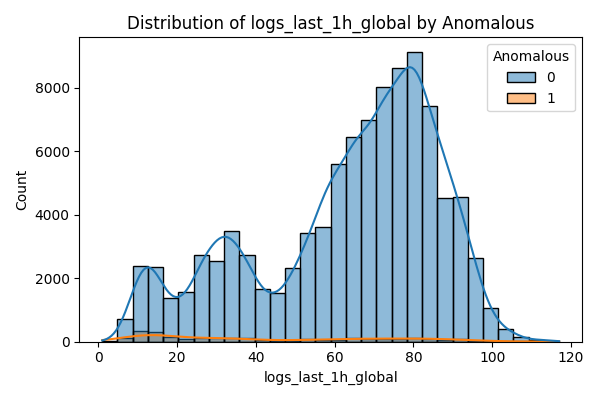 Distribution of logs_last_1h_global by Anomalous
Count
8000
6000
4000
2000
0
Anomalous
0
1
0 20 40 60 80 100 120
logs_last_1h_global